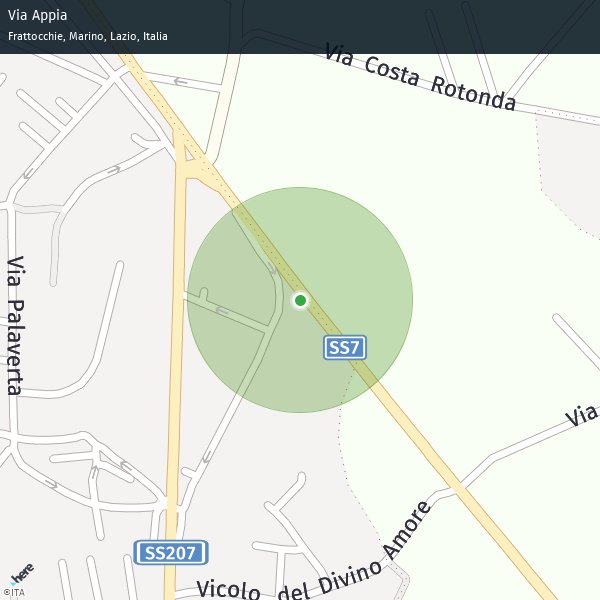 Via Appia
Frattocchie, Marino, Lazio, Italia
Via Costa Rotonda
Via Palaverta
SS7
Via
SS207
Vicolo del Divino Amore
here
©ITA